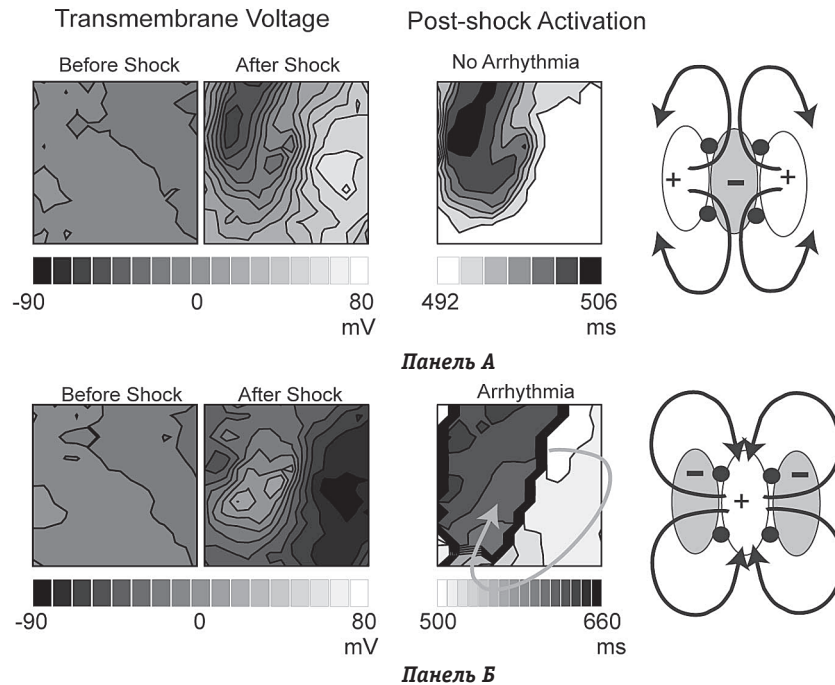 Transmembrane Voltage
Post-shock Activation
Before Shock
After Shock
No Arrhythmia
+
-
+
-90
0
80
mV
492
506
ms
Панель А
Before Shock
After Shock
Arrhythmia
-
+
-
-90
0
80
mV
500
660
ms
Панель Б